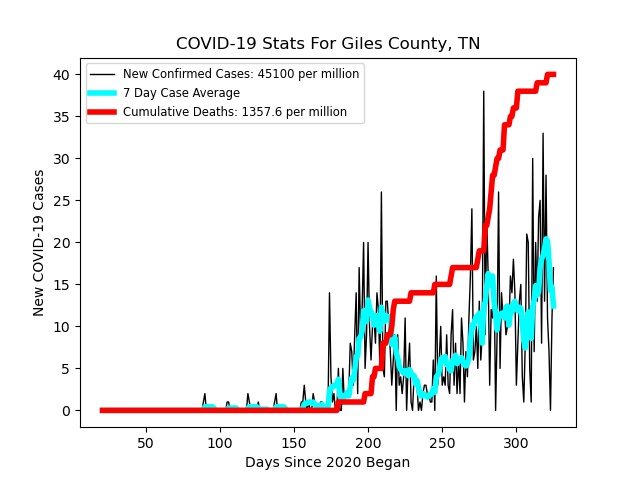 COVID-19 Stats For Giles County, TN
New Confirmed Cases: 45100 per million
7 Day Case Average
Cumulative Deaths: 1357.6 per million
New COVID-19 Cases
40
35
30
25
20
15
10
5
0
50 100 150 200 250 300
Days Since 2020 Began